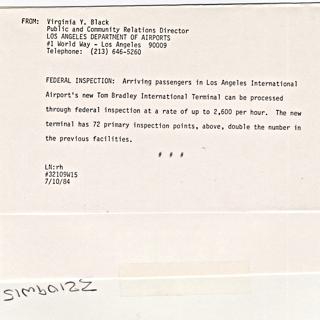 FROM: Virginia Y. Black
Public and Community Relations Director
LOS ANGELES DEPARTMENT OF AIRPORTS
#1 World Way - Los Angeles 90009
Telephone: (213) 646-5260
FEDERAL INSPECTION: Arriving passengers in Los Angeles International
Airport's new Tom Bradley International Terminal can be processed
through federal inspection at a rate of up to 2,600 per hour. The new
terminal has 72 primary inspection points, above, double the number in
the previous facilities.
# # #
LN:rh
#32109W15
7/10/84